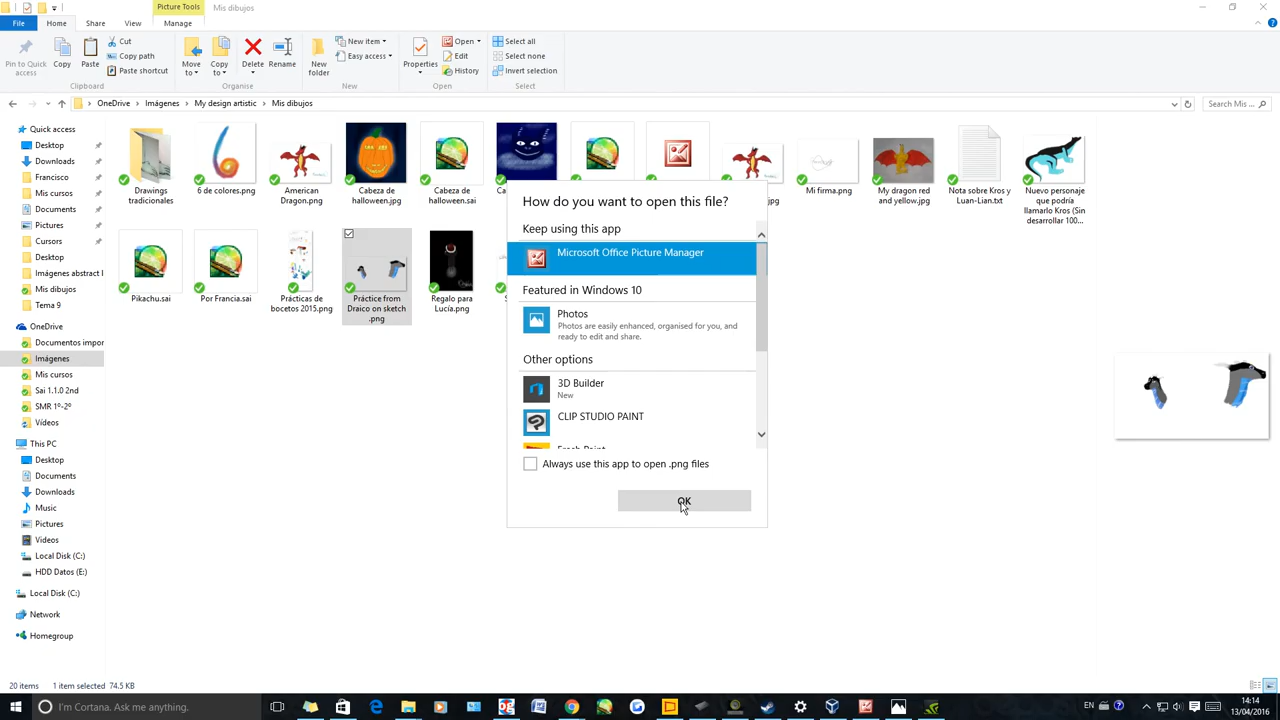 Picture Tools
Mis dibujos
File
Home
Share
View
Manage
Pin to Quick access
Copy
Paste
Cut
Copy path
Paste shortcut
Clipboard
Move to
Copy to
Delete
Rename
Organise
New folder
New item
Easy access
New
Properties
Open
Edit
History
Open
Select all
Select none
Invert selection
Select
OneDrive
Imágenes
My design artistic
Mis dibujos
Search Mis ...
Quick access
Desktop
Downloads
Francisco
Mis cursos
Documents
Pictures
Cursors
Desktop
Imágenes abstract I
Mis dibujos
Tema 9
OneDrive
Documentos impor
Imágenes
Mis cursos
Sai 1.1.0 2nd
SMR 1º-2º
Vídeos
This PC
Desktop
Documents
Downloads
Music
Pictures
Videos
Local Disk (C:)
HDD Datos (E:)
Local Disk (C:)
Network
Homegroup
Drawings
tradicionales
6 de colores.png
American
Dragon.png
Cabeza de
halloween.jpg
Cabeza de
halloween.sai
Mi firma.png
My dragon red
and yellow.jpg
Nota sobre Kros y
Luan-Lian.txt
Nuevo personaje
que podría
llamarlo Kros (Sin
desarrollar 100...
Pikachu.sai
Por Francia.sai
Prácticas de
bocetos 2015.png
Práctice from
Draico on sketch
.png
Regalo para
Lucía.png
How do you want to open this file?
Keep using this app
Microsoft Office Picture Manager
Featured in Windows 10
Photos
Photos are easily enhanced, organised for you, and
ready to edit and share.
Other options
3D Builder
New
CLIP STUDIO PAINT
Always use this app to open .png files
OK
20 items
1 item selected 74.5 KB
I'm Cortana. Ask me anything.
EN
14:14
13/04/2016